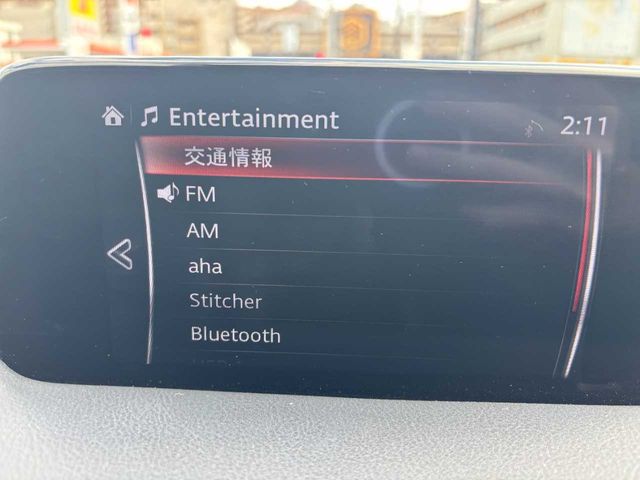 Entertainment
2:11
交通情報
FM
AM
aha
Stitcher
Bluetooth